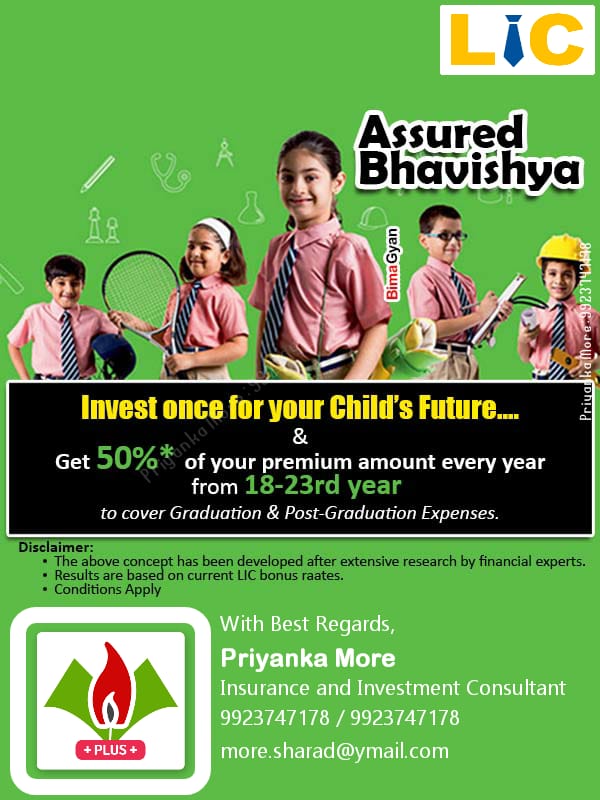 LiC
Assured
Bhavishya
BimaGyan
Priyanka More:9923747178
Priyanka More : 9
Invest once for your Child's Future....
&
Get 50%* of your premium amount every year
from 18-23rd year
to cover Graduation & Post-Graduation Expenses.
Disclaimer:
• The above concept has been developed after extensive research by financial experts.
• Results are based on current LIC bonus raates.
• Conditions Apply
With Best Regards,
Priyanka More
Insurance and Investment Consultant
9923747178 / 9923747178
more.sharad@ymail.com
+ PLUS +